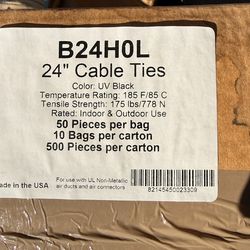 B24H0L
24" Cable Ties
Color: UV Black
Temperature Rating: 185 F/85 C
Tensile Strength: 175 lbs/778 N
Rated: Indoor & Outdoor Use
50 Pieces per bag
10 Bags per carton
500 Pieces per carton
ade in the USA
For use with UL Non-Metallic
air ducts and air connectors
82145450023309